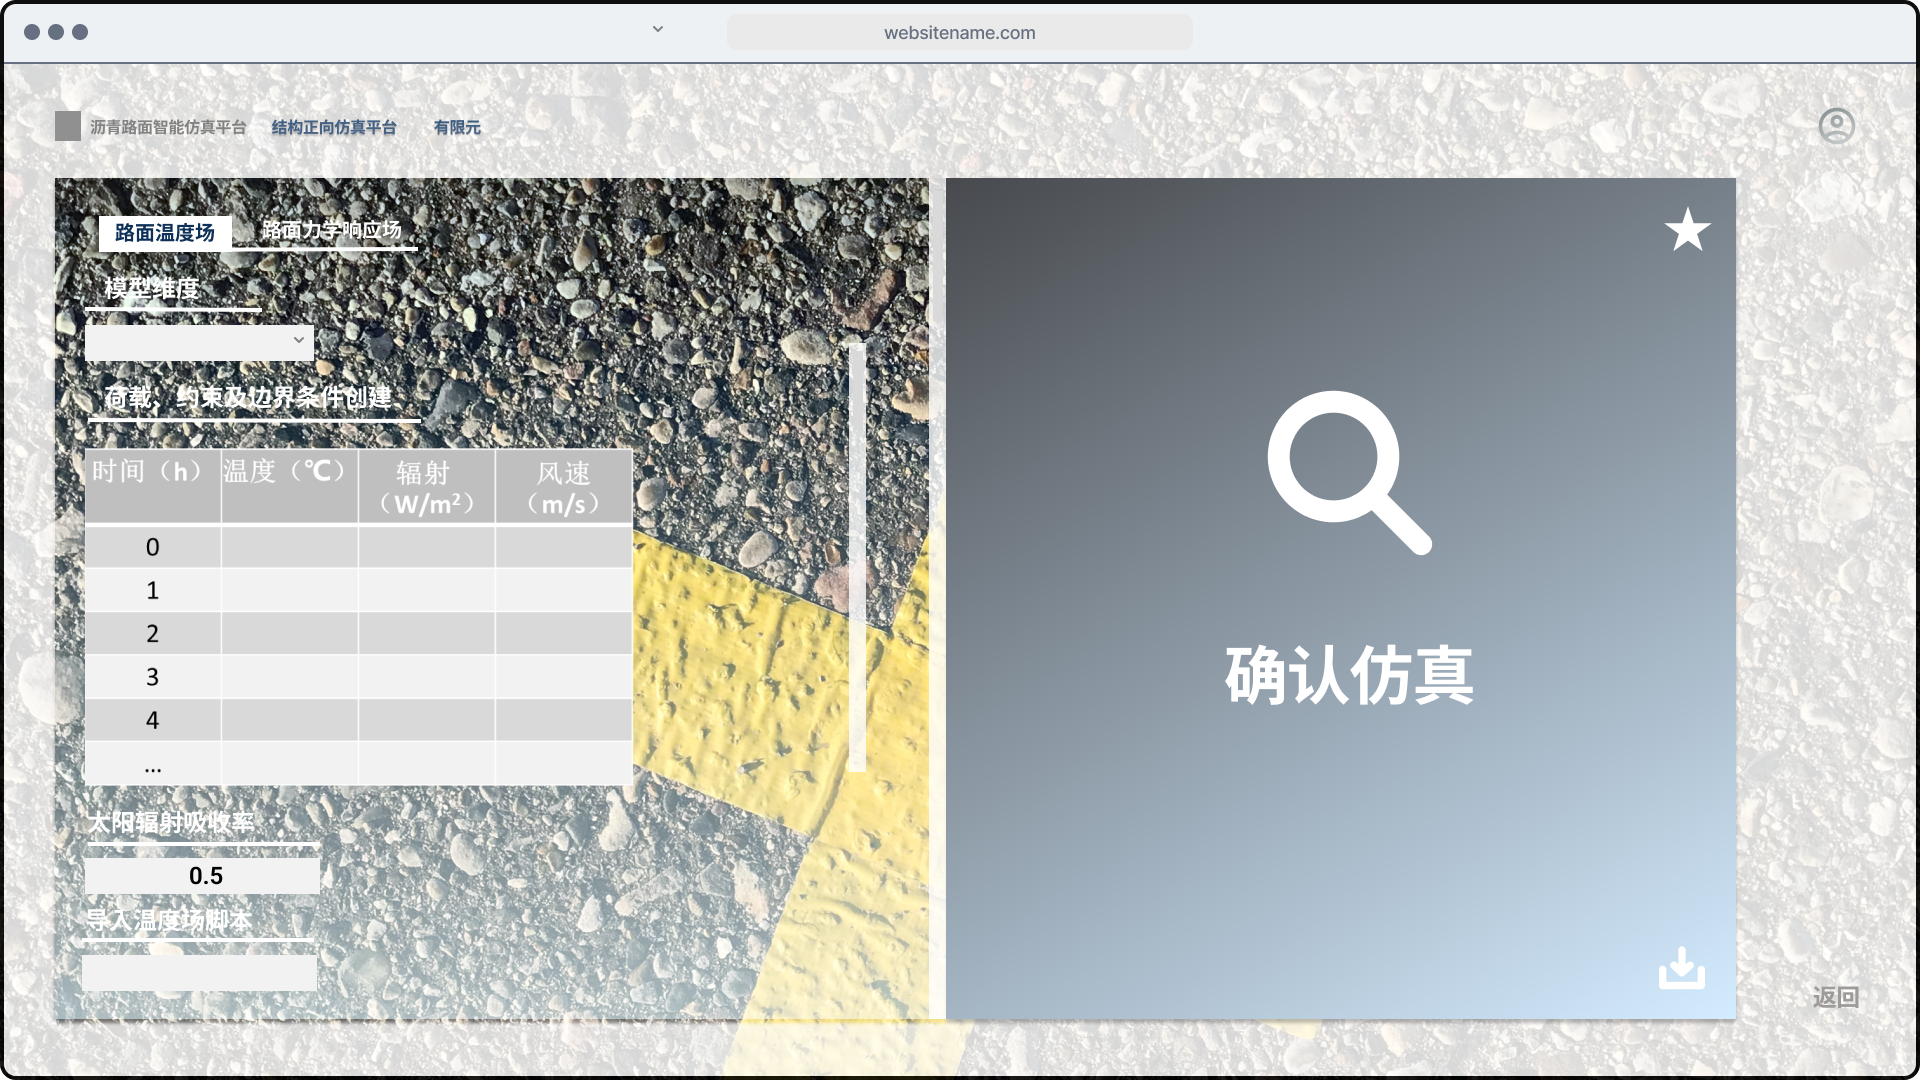 websitename.com
沥青路面智能仿真平台 结构正向仿真平台 有限元
路面温度场 路面力学响应场
模型维度
荷载、约束及边界条件创建
时间（h） 温度（℃） 辐射（W/m²） 风速（m/s）
0
1
2
3
4
...
太阳辐射吸收率
0.5
导入温度场脚本
确认仿真
返回